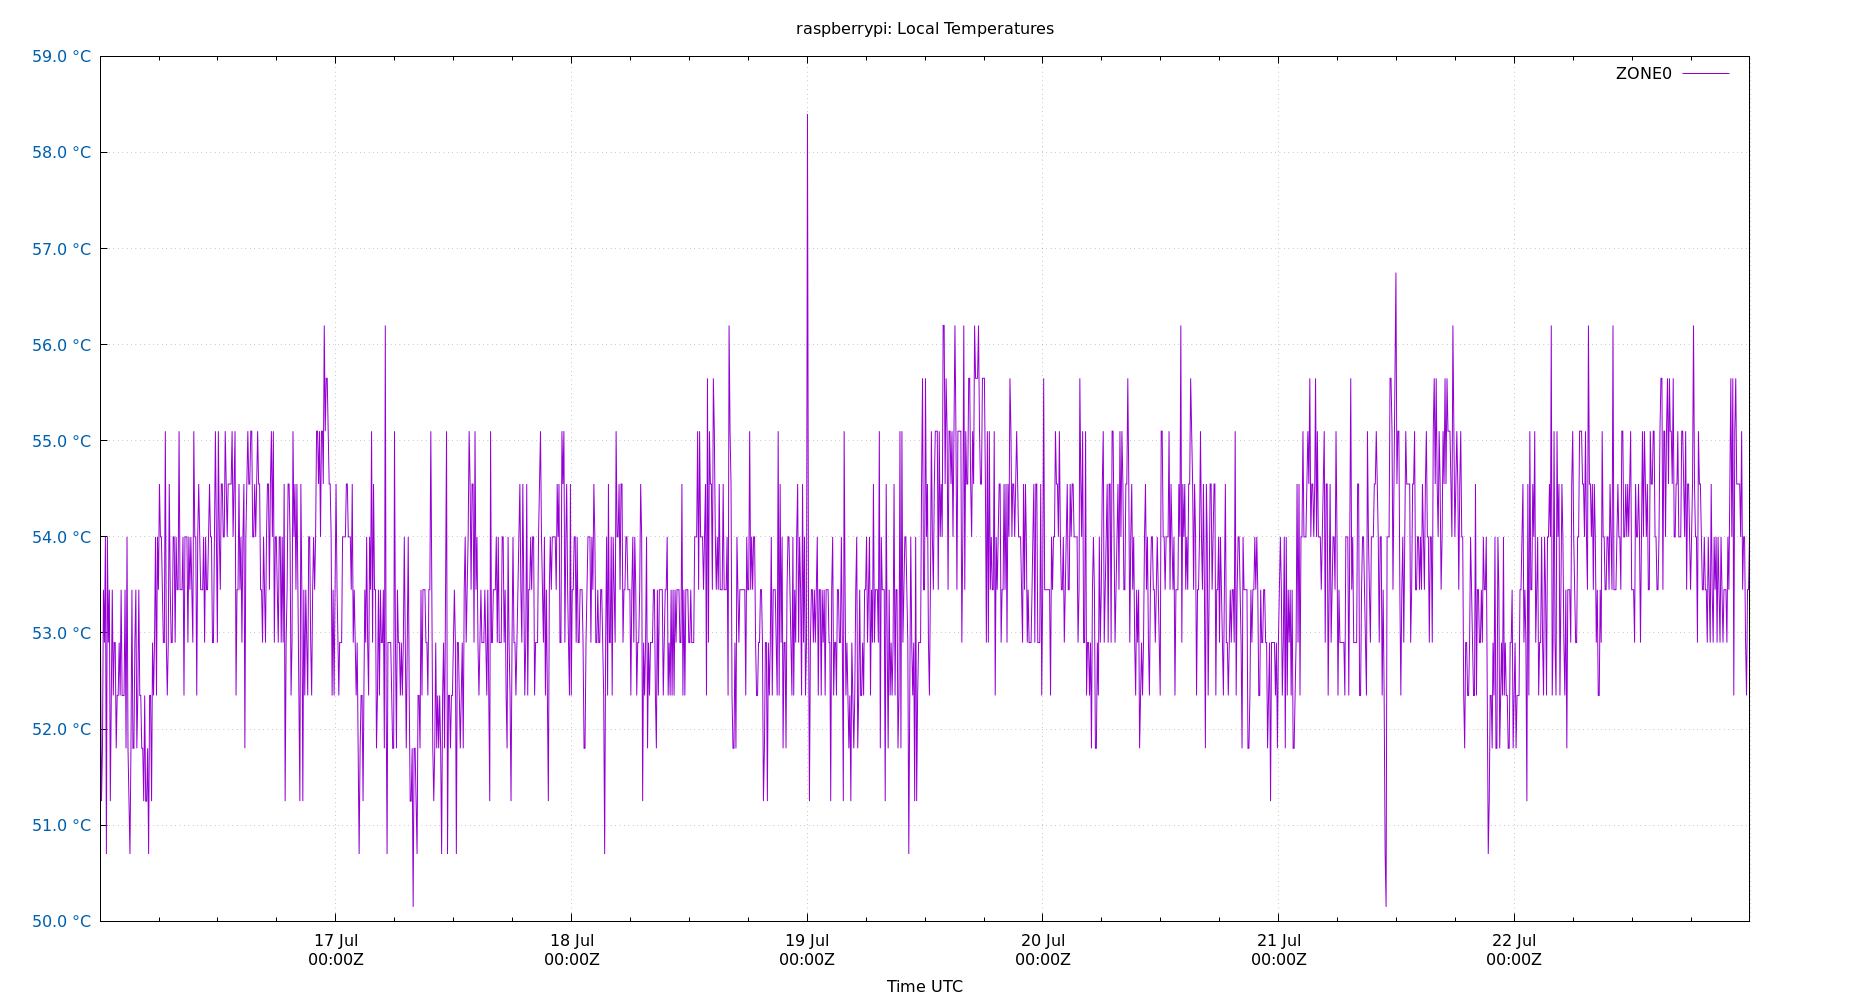 raspberrypi: Local Temperatures
59.0 °C
ZONE0
58.0 °C
57.0 °C
56.0 °C
55.0 °C
54.0 °C
53.0 °C
52.0 °C
51.0 °C
50.0 °C
17 Jul 18 Jul 19 Jul 20 Jul 21 Jul 22 Jul
00:00Z 00:00Z 00:00Z 00:00Z 00:00Z 00:00Z
Time UTC